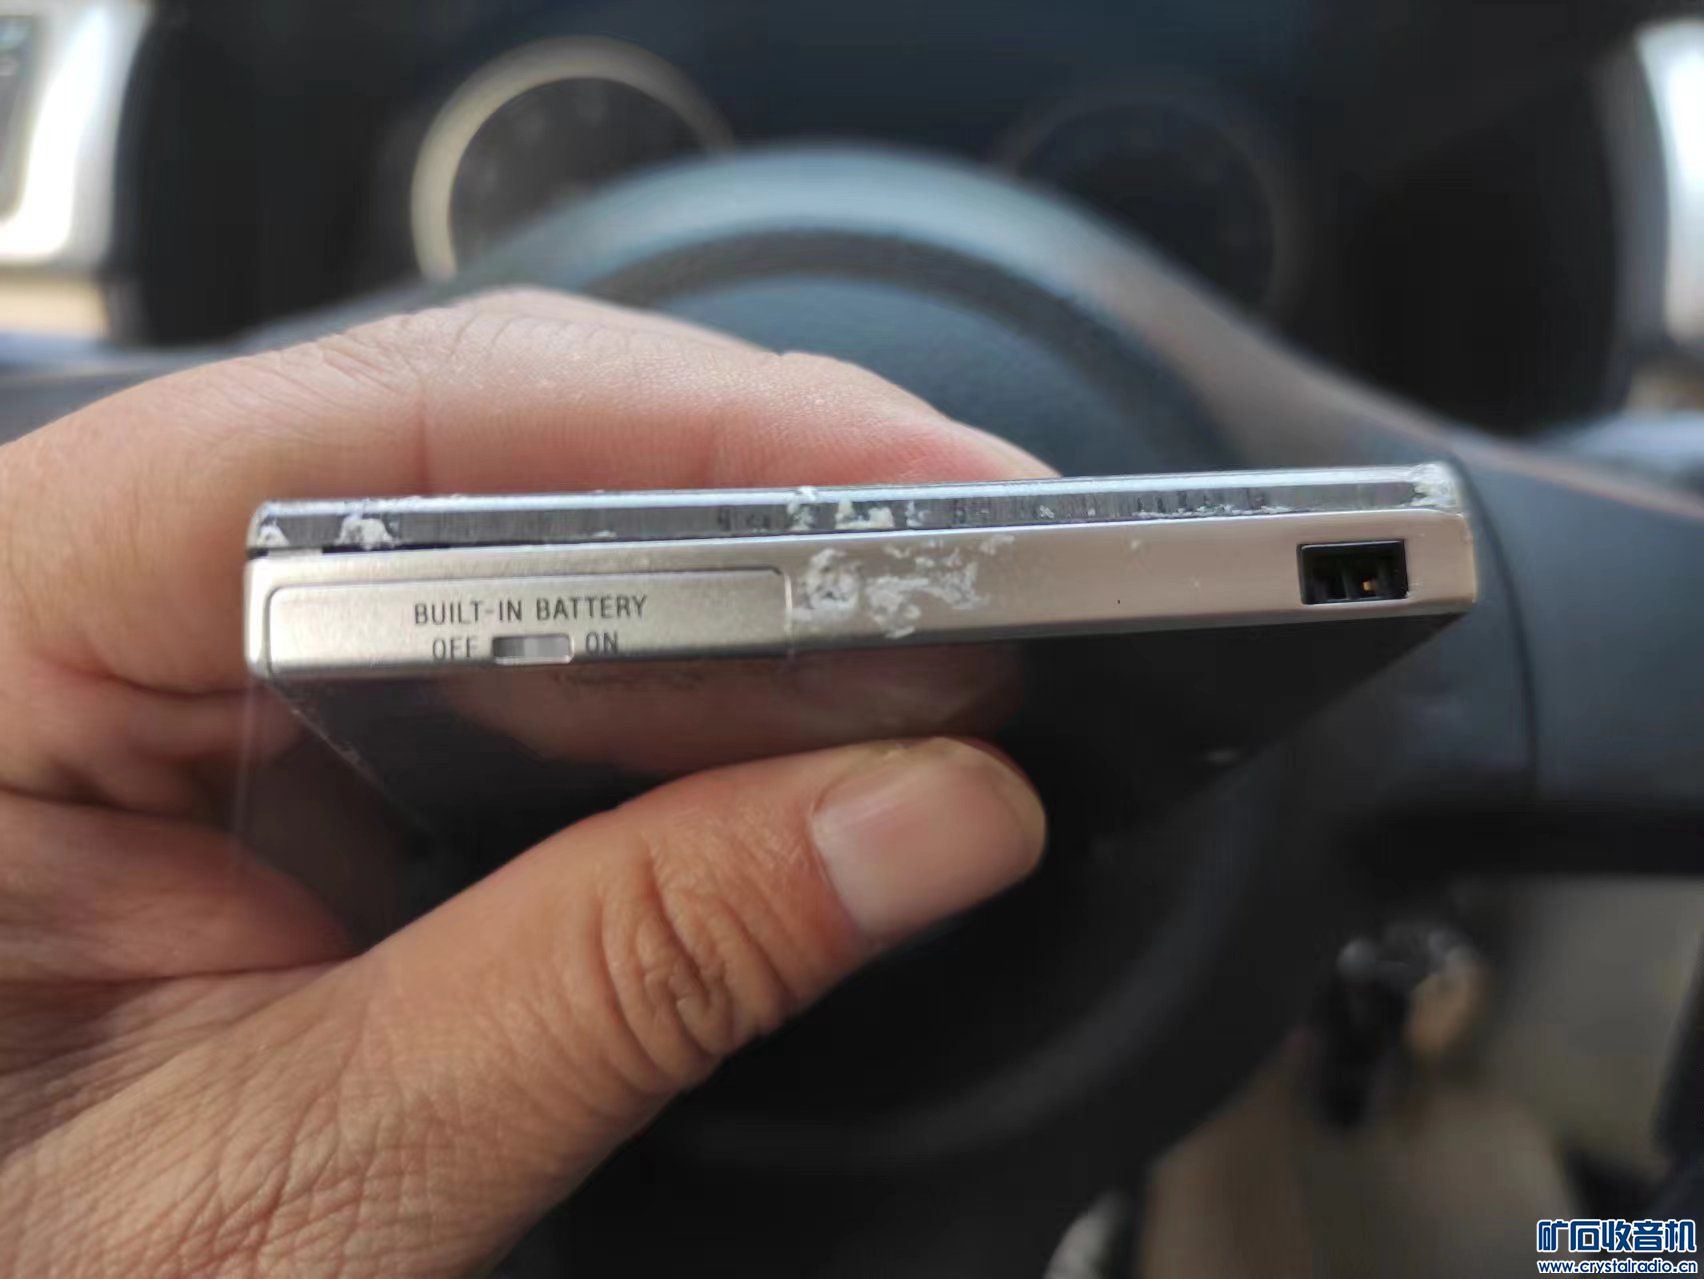 BUILT-IN BATTERY
OFF ON
矿石收音机
www.crystalradio.cn